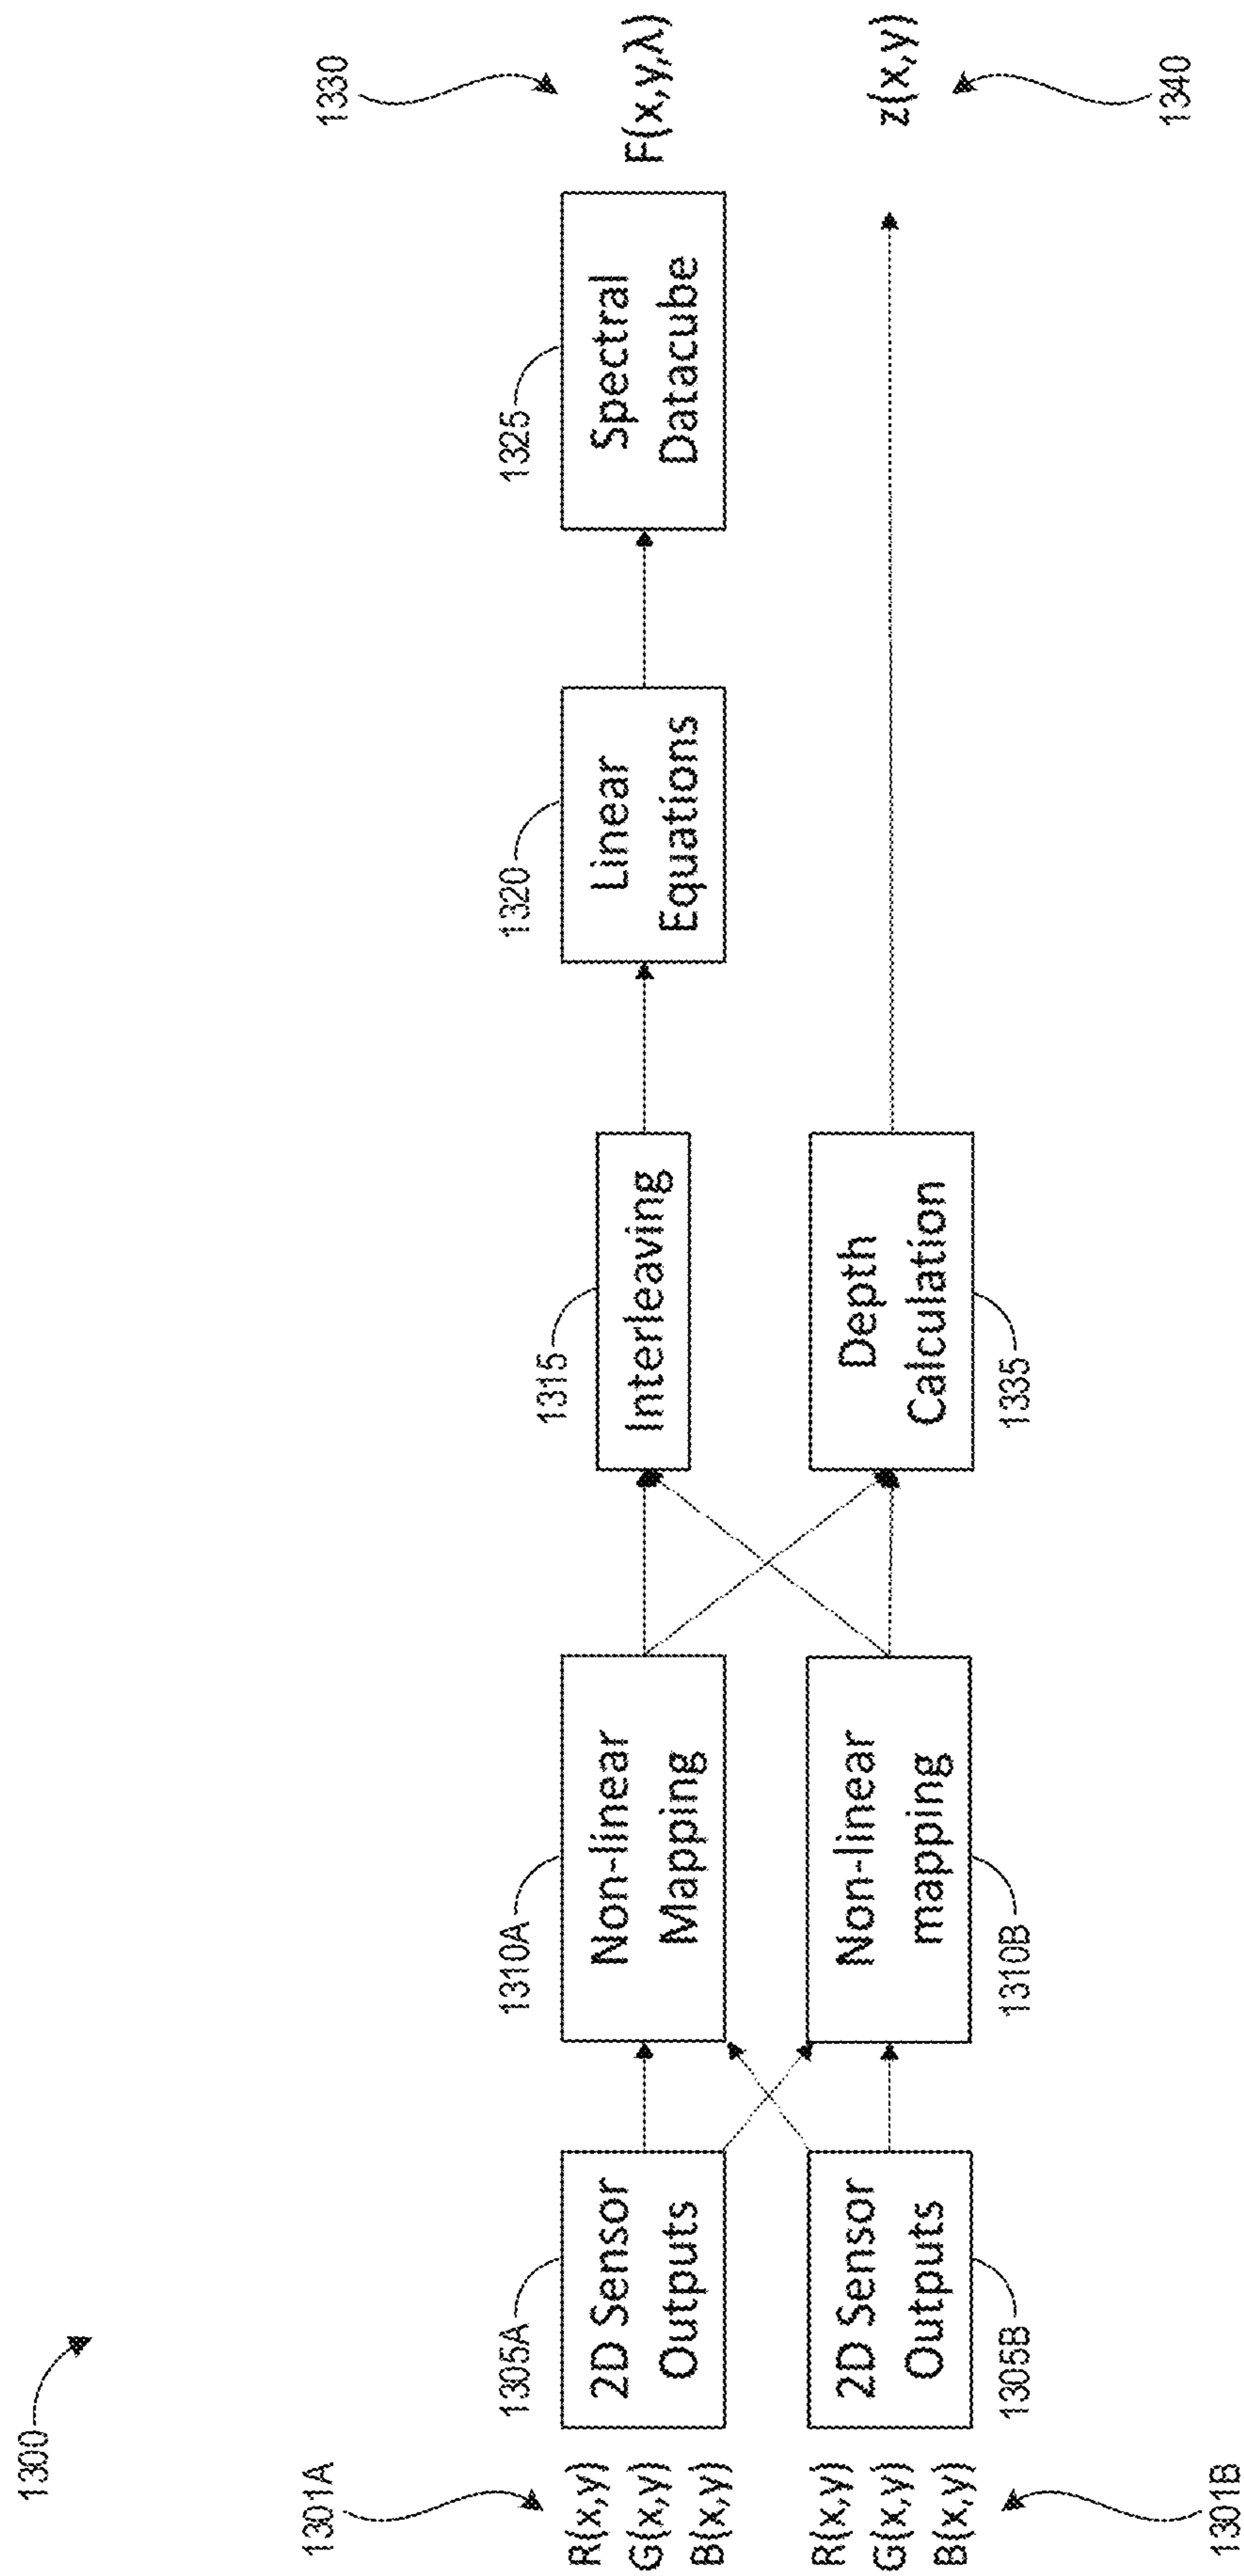 1300
1301A
R(x,y)
G(x,y)
B(x,y)
1305A
2D Sensor
Outputs
1310A
Non-linear
Mapping
1315
Interleaving
1320
Linear
Equations
1325
Spectral
Datacube
1330
F(x,y,λ)
R(x,y)
G(x,y)
B(x,y)
1301B
2D Sensor
Outputs
1305B
Non-linear
mapping
1310B
Depth
Calculation
1335
z(x,y)
1340